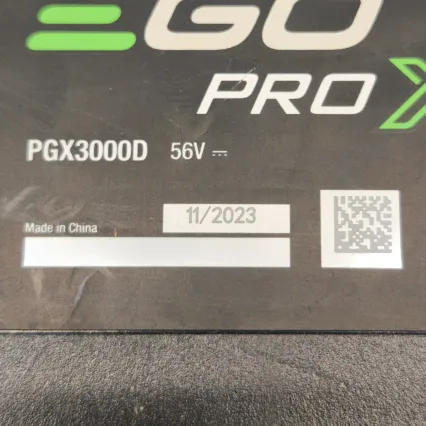 EGO
PRO X
PGX3000D 56V ⎓
11/2023
Made in China